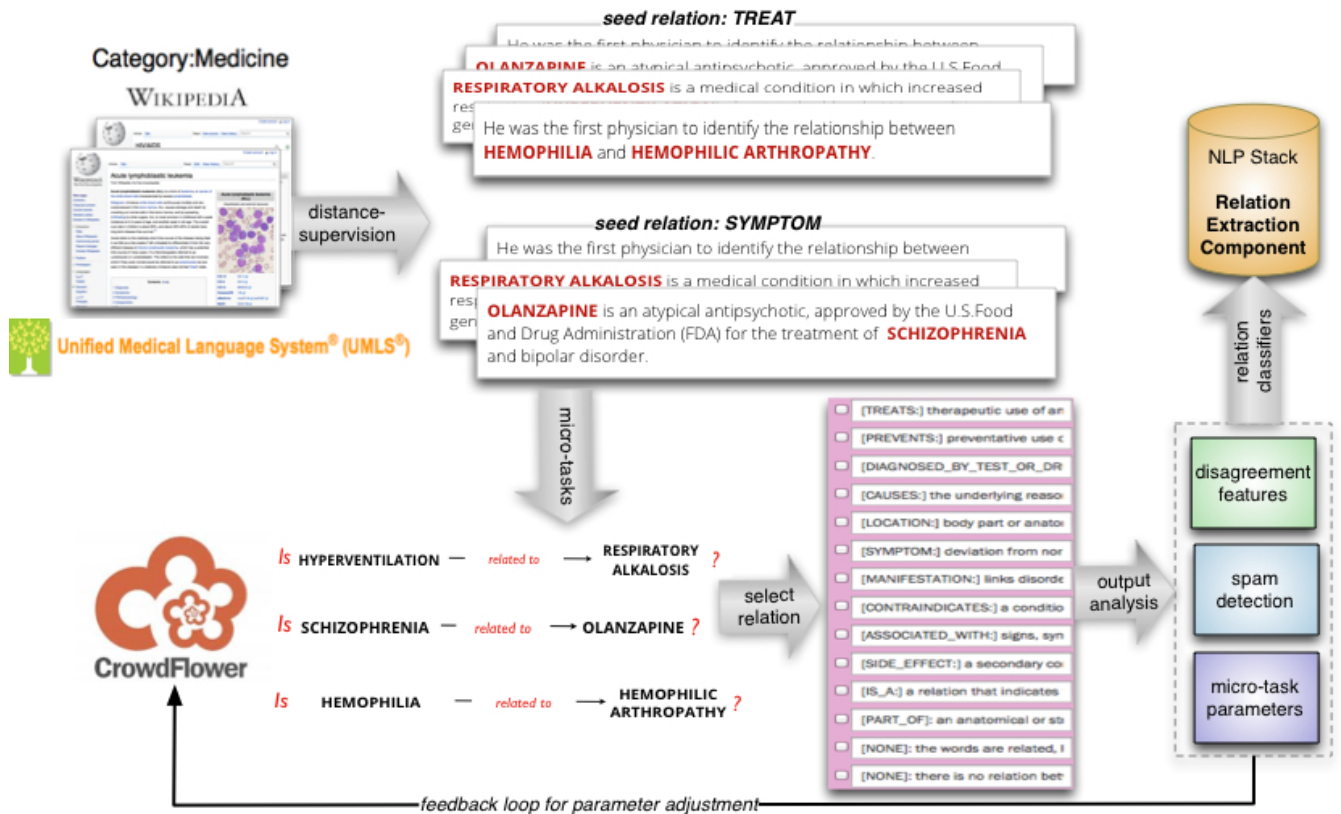 seed relation: TREAT
He was the first physician to identify the relationship between
OLANZAPINE is an atypical antipsychotic, approved by the U.S.Food
RESPIRATORY ALKALOSIS is a medical condition in which increased
He was the first physician to identify the relationship between
HEMOPHILIA and HEMOPHILIC ARTHROPATHY.
Category:Medicine
WIKIPEDIA
Acute lymphoblastic leukemia
distance-
supervision
Unified Medical Language System® (UMLS®)
seed relation: SYMPTOM
He was the first physician to identify the relationship between
RESPIRATORY ALKALOSIS is a medical condition in which increased
OLANZAPINE is an atypical antipsychotic, approved by the U.S.Food
and Drug Administration (FDA) for the treatment of SCHIZOPHRENIA
and bipolar disorder.
NLP Stack
Relation
Extraction
Component
relation
classifiers
micro-tasks
CrowdFlower
Is HYPERVENTILATION related to RESPIRATORY
ALKALOSIS ?
Is SCHIZOPHRENIA related to OLANZAPINE ?
Is HEMOPHILIA related to HEMOPHILIC
ARTHROPATHY ?
select
relation
[TREATS:] therapeutic use of an
[PREVENTS:] preventative use o
[DIAGNOSED_BY_TEST_OR_DR
[CAUSES:] the underlying reaso
[LOCATION:] body part or anato
[SYMPTOM:] deviation from nor
[MANIFESTATION:] links disorde
[CONTRAINDICATES:] a conditio
[ASSOCIATED_WITH:] signs, syn
[SIDE_EFFECT:] a secondary co
[IS_A:] a relation that indicates
[PART_OF]: an anatomical or st
[NONE]: the words are related,
[NONE]: there is no relation bet
output
analysis
disagreement
features
spam
detection
micro-task
parameters
feedback loop for parameter adjustment